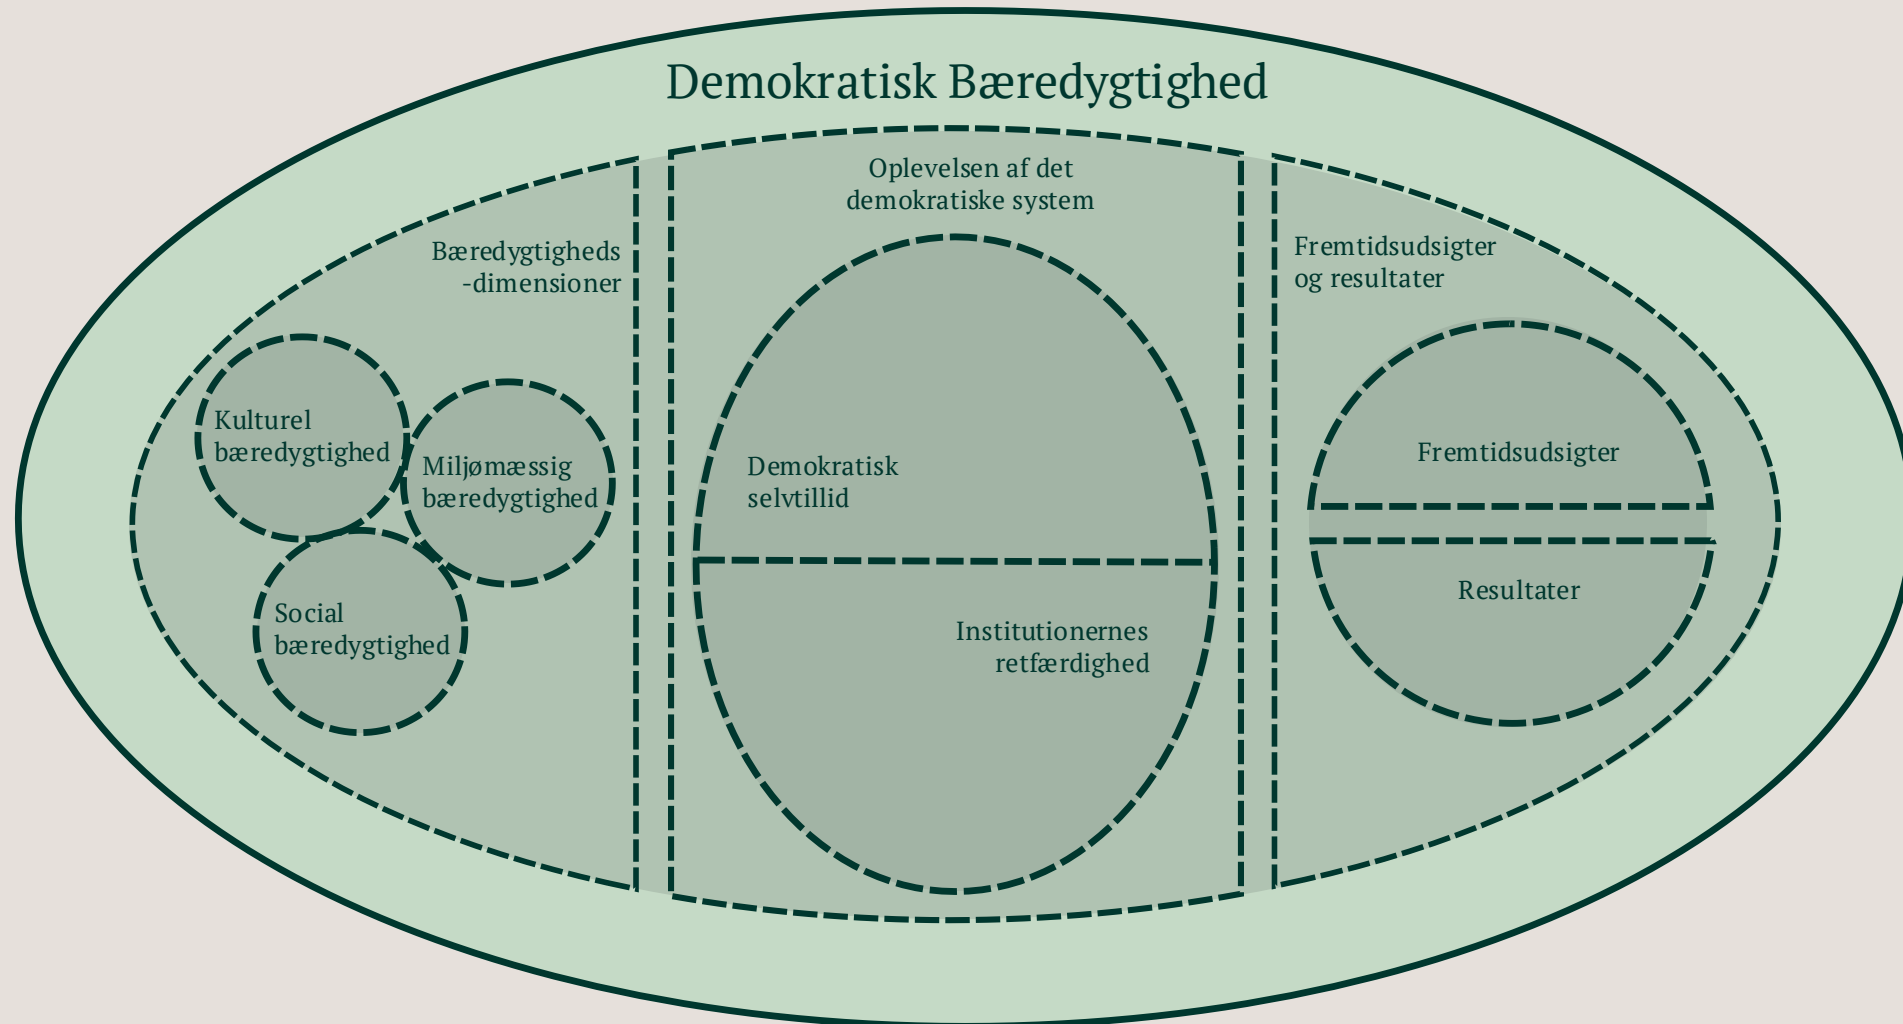 Demokratisk Bæredygtighed
Bæredygtigheds
-dimensioner
Kulturel
bæredygtighed
Miljømæssig
bæredygtighed
Social
bæredygtighed
Oplevelsen af det
demokratiske system
Demokratisk
selvtillid
Institutionernes
retfærdighed
Fremtidsudsigter
og resultater
Fremtidsudsigter
Resultater